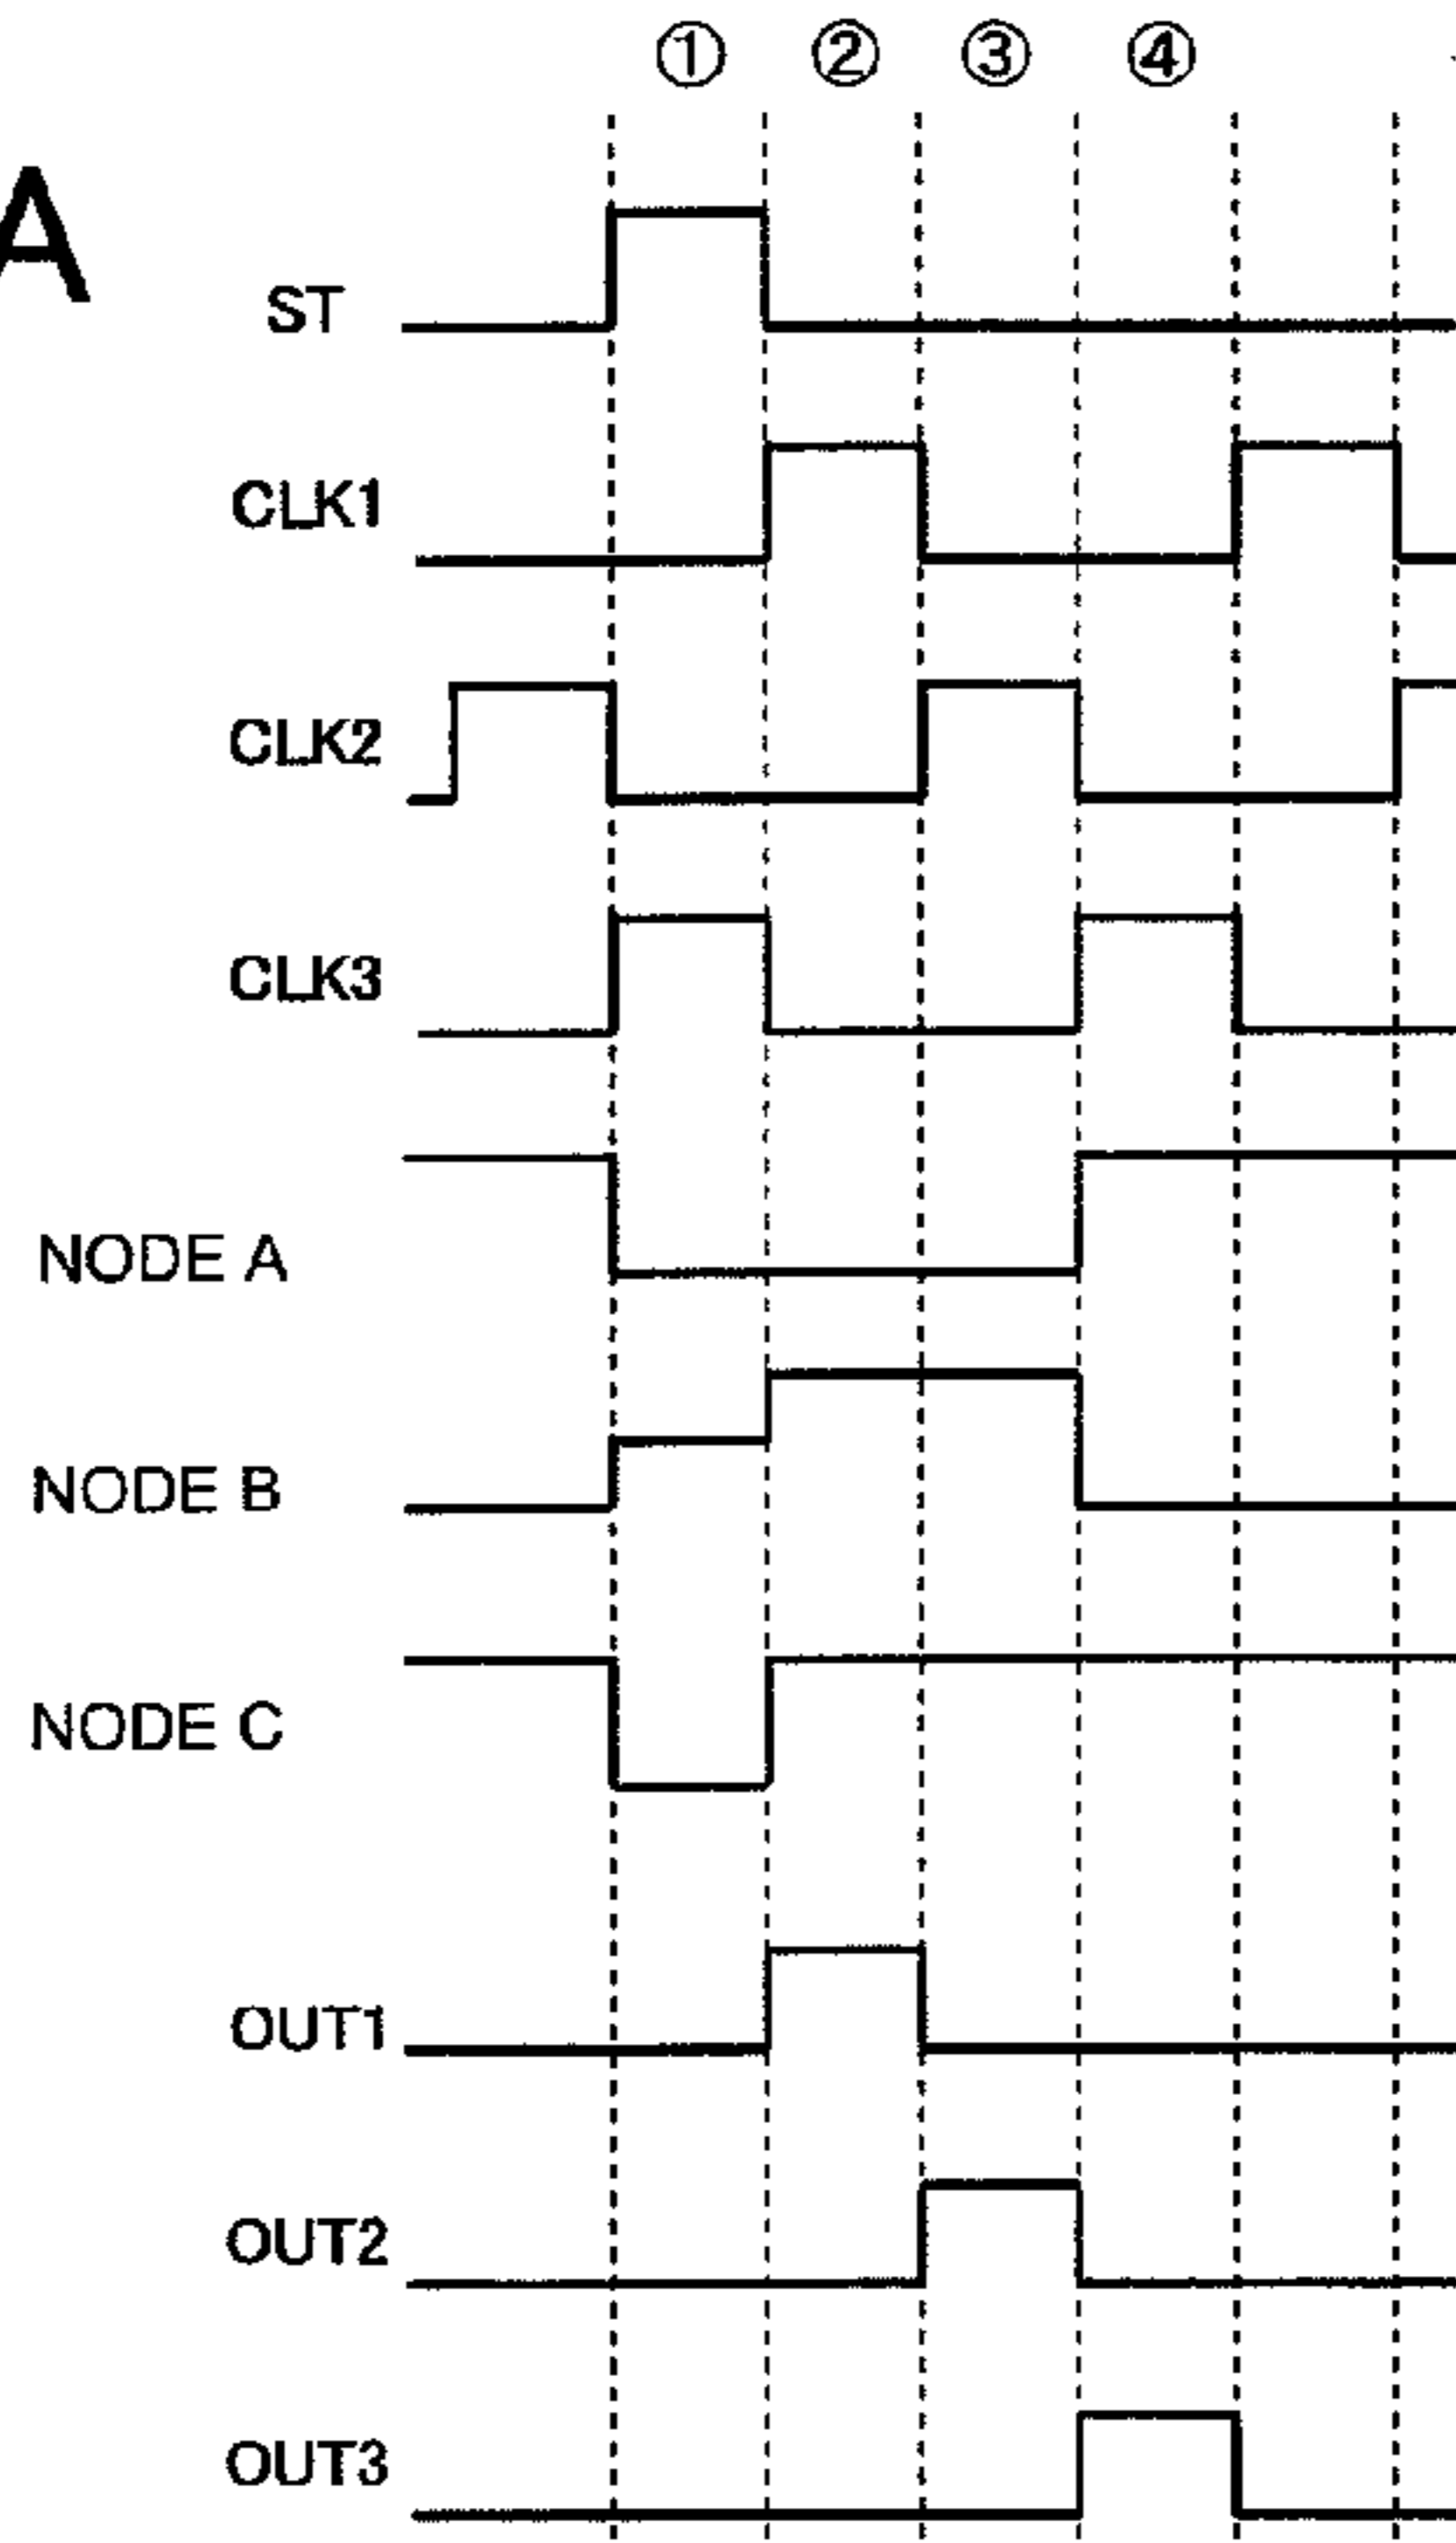 ① ② ③ ④
A
ST
CLK1
CLK2
CLK3
NODE A
NODE B
NODE C
OUT1
OUT2
OUT3